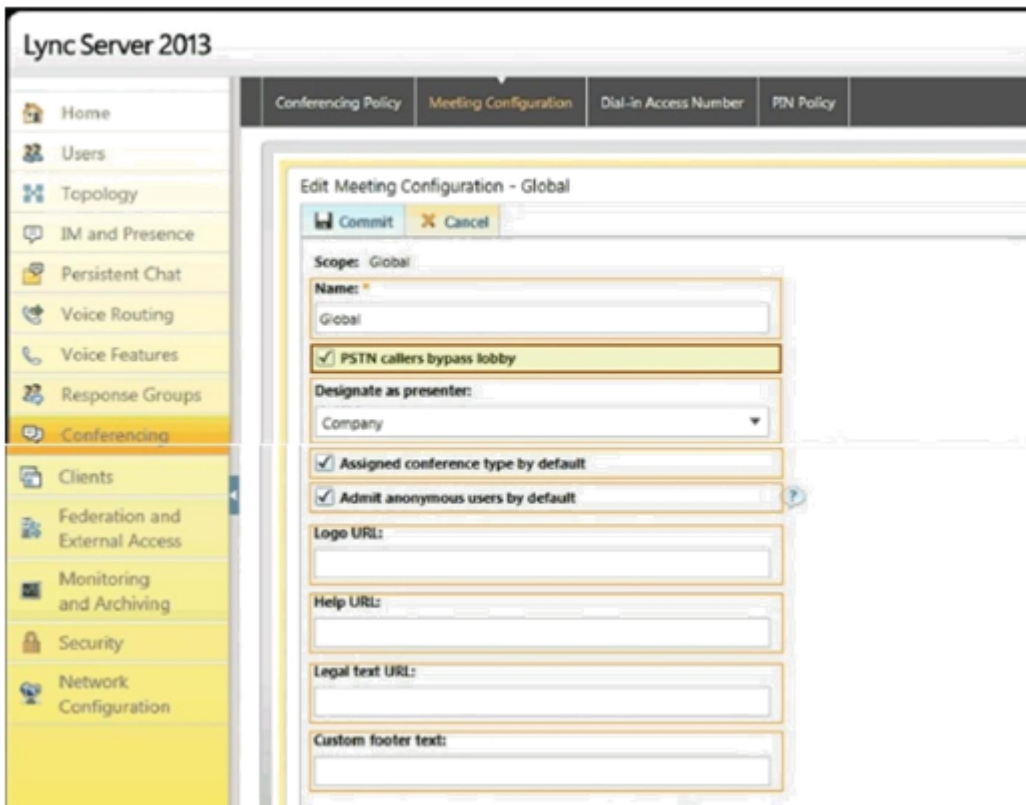 Lync Server 2013
Home
Users
Topology
IM and Presence
Persistent Chat
Voice Routing
Voice Features
Response Groups
Conferencing
Clients
Federation and
External Access
Monitoring
and Archiving
Security
Network
Configuration
Conferencing Policy
Meeting Configuration
Dial-in Access Number
PIN Policy
Edit Meeting Configuration - Global
Commit
Cancel
Scope: Global
Name: *
Global
PSTN callers bypass lobby
Designate as presenter:
Company
Assigned conference type by default
Admit anonymous users by default
?
Logo URL:
Help URL:
Legal text URL:
Custom footer text: